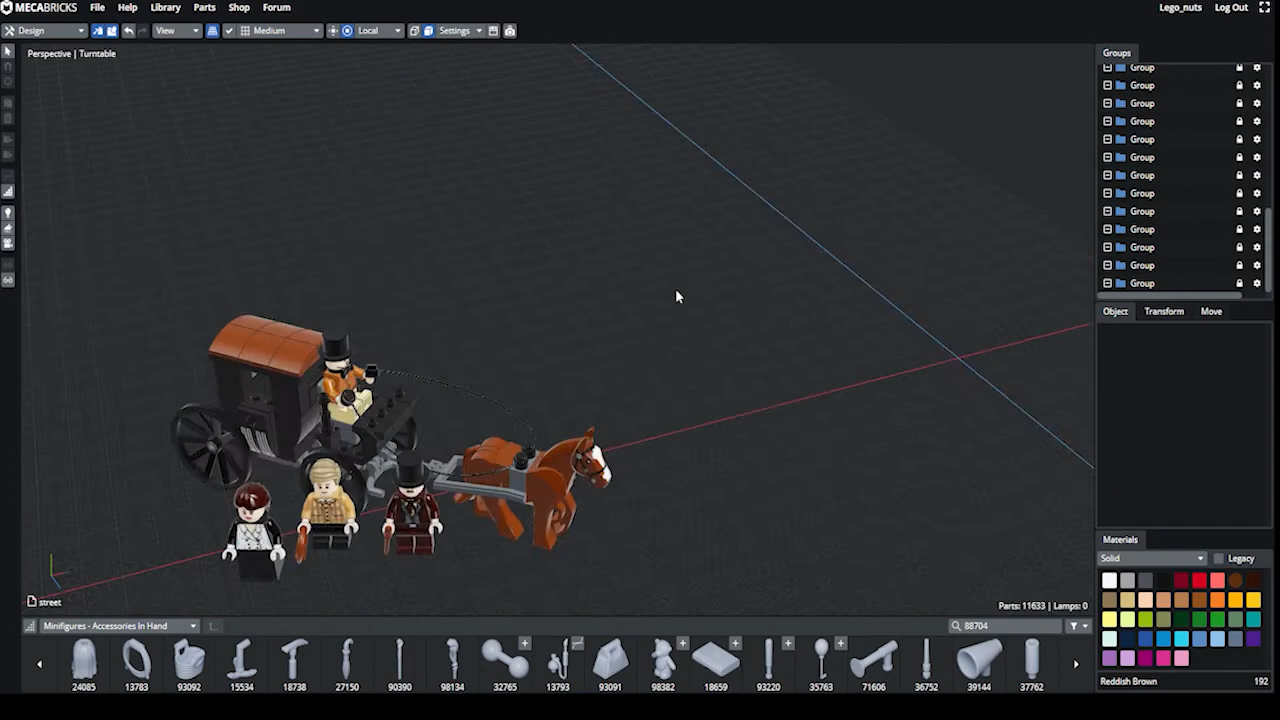 MECABRICKS File Help Library Parts Shop Forum Lego_nuts Log Out
Design View Medium Local Settings
Perspective | Turntable
Groups
Group
Group
Group
Group
Group
Group
Group
Group
Group
Group
Group
Group
Group
Object Transform Move
Materials
Solid Legacy
Reddish Brown 192
street
Parts: 11633 | Lamps: 0
Minifigures - Accessories In Hand 88704
24085 13783 93092 15534 18738 27150 90390 98134 32765 13793 93091 98382 18659 93220 35763 71606 36752 39144 37762